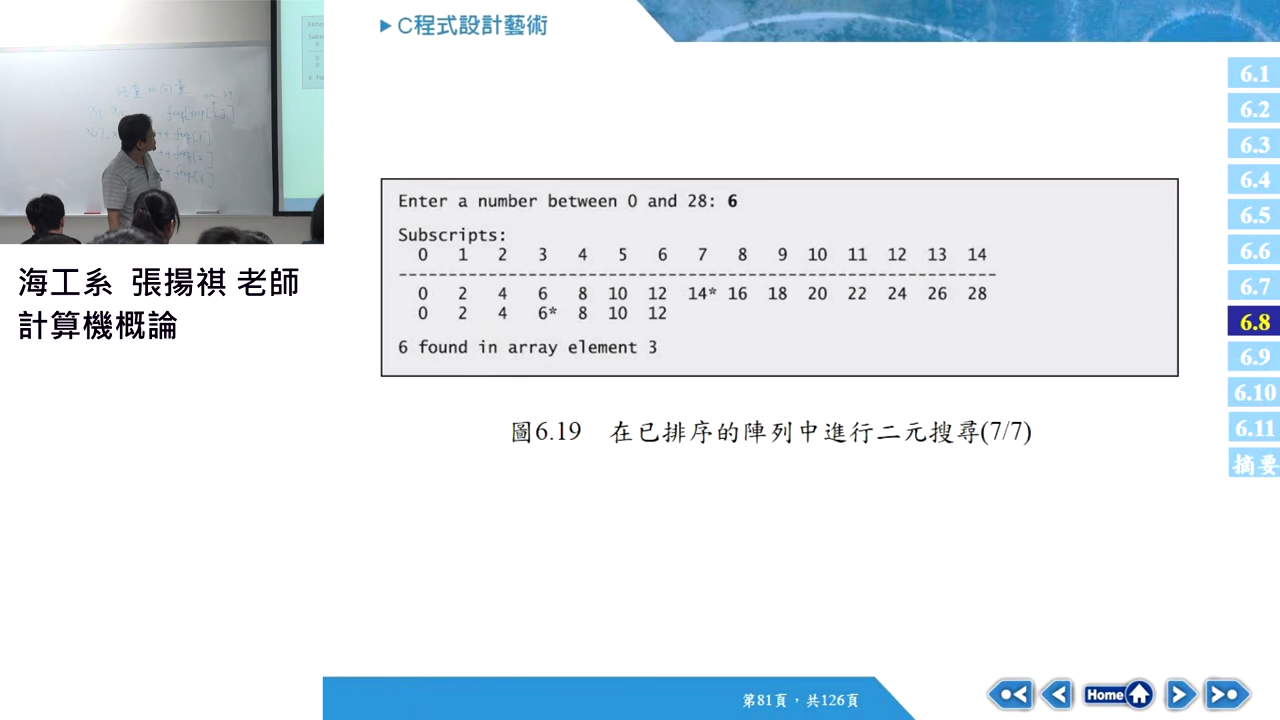 C程式設計藝術
海工系 張揚祺 老師
計算機概論
Enter a number between 0 and 28: 6
Subscripts:
0 1 2 3 4 5 6 7 8 9 10 11 12 13 14
0 2 4 6 8 10 12 14* 16 18 20 22 24 26 28
0 2 4 6* 8 10 12
6 found in array element 3
圖6.19 在已排序的陣列中進行二元搜尋(7/7)
6.1
6.2
6.3
6.4
6.5
6.6
6.7
6.8
6.9
6.10
6.11
摘要
第81頁,共126頁
Home